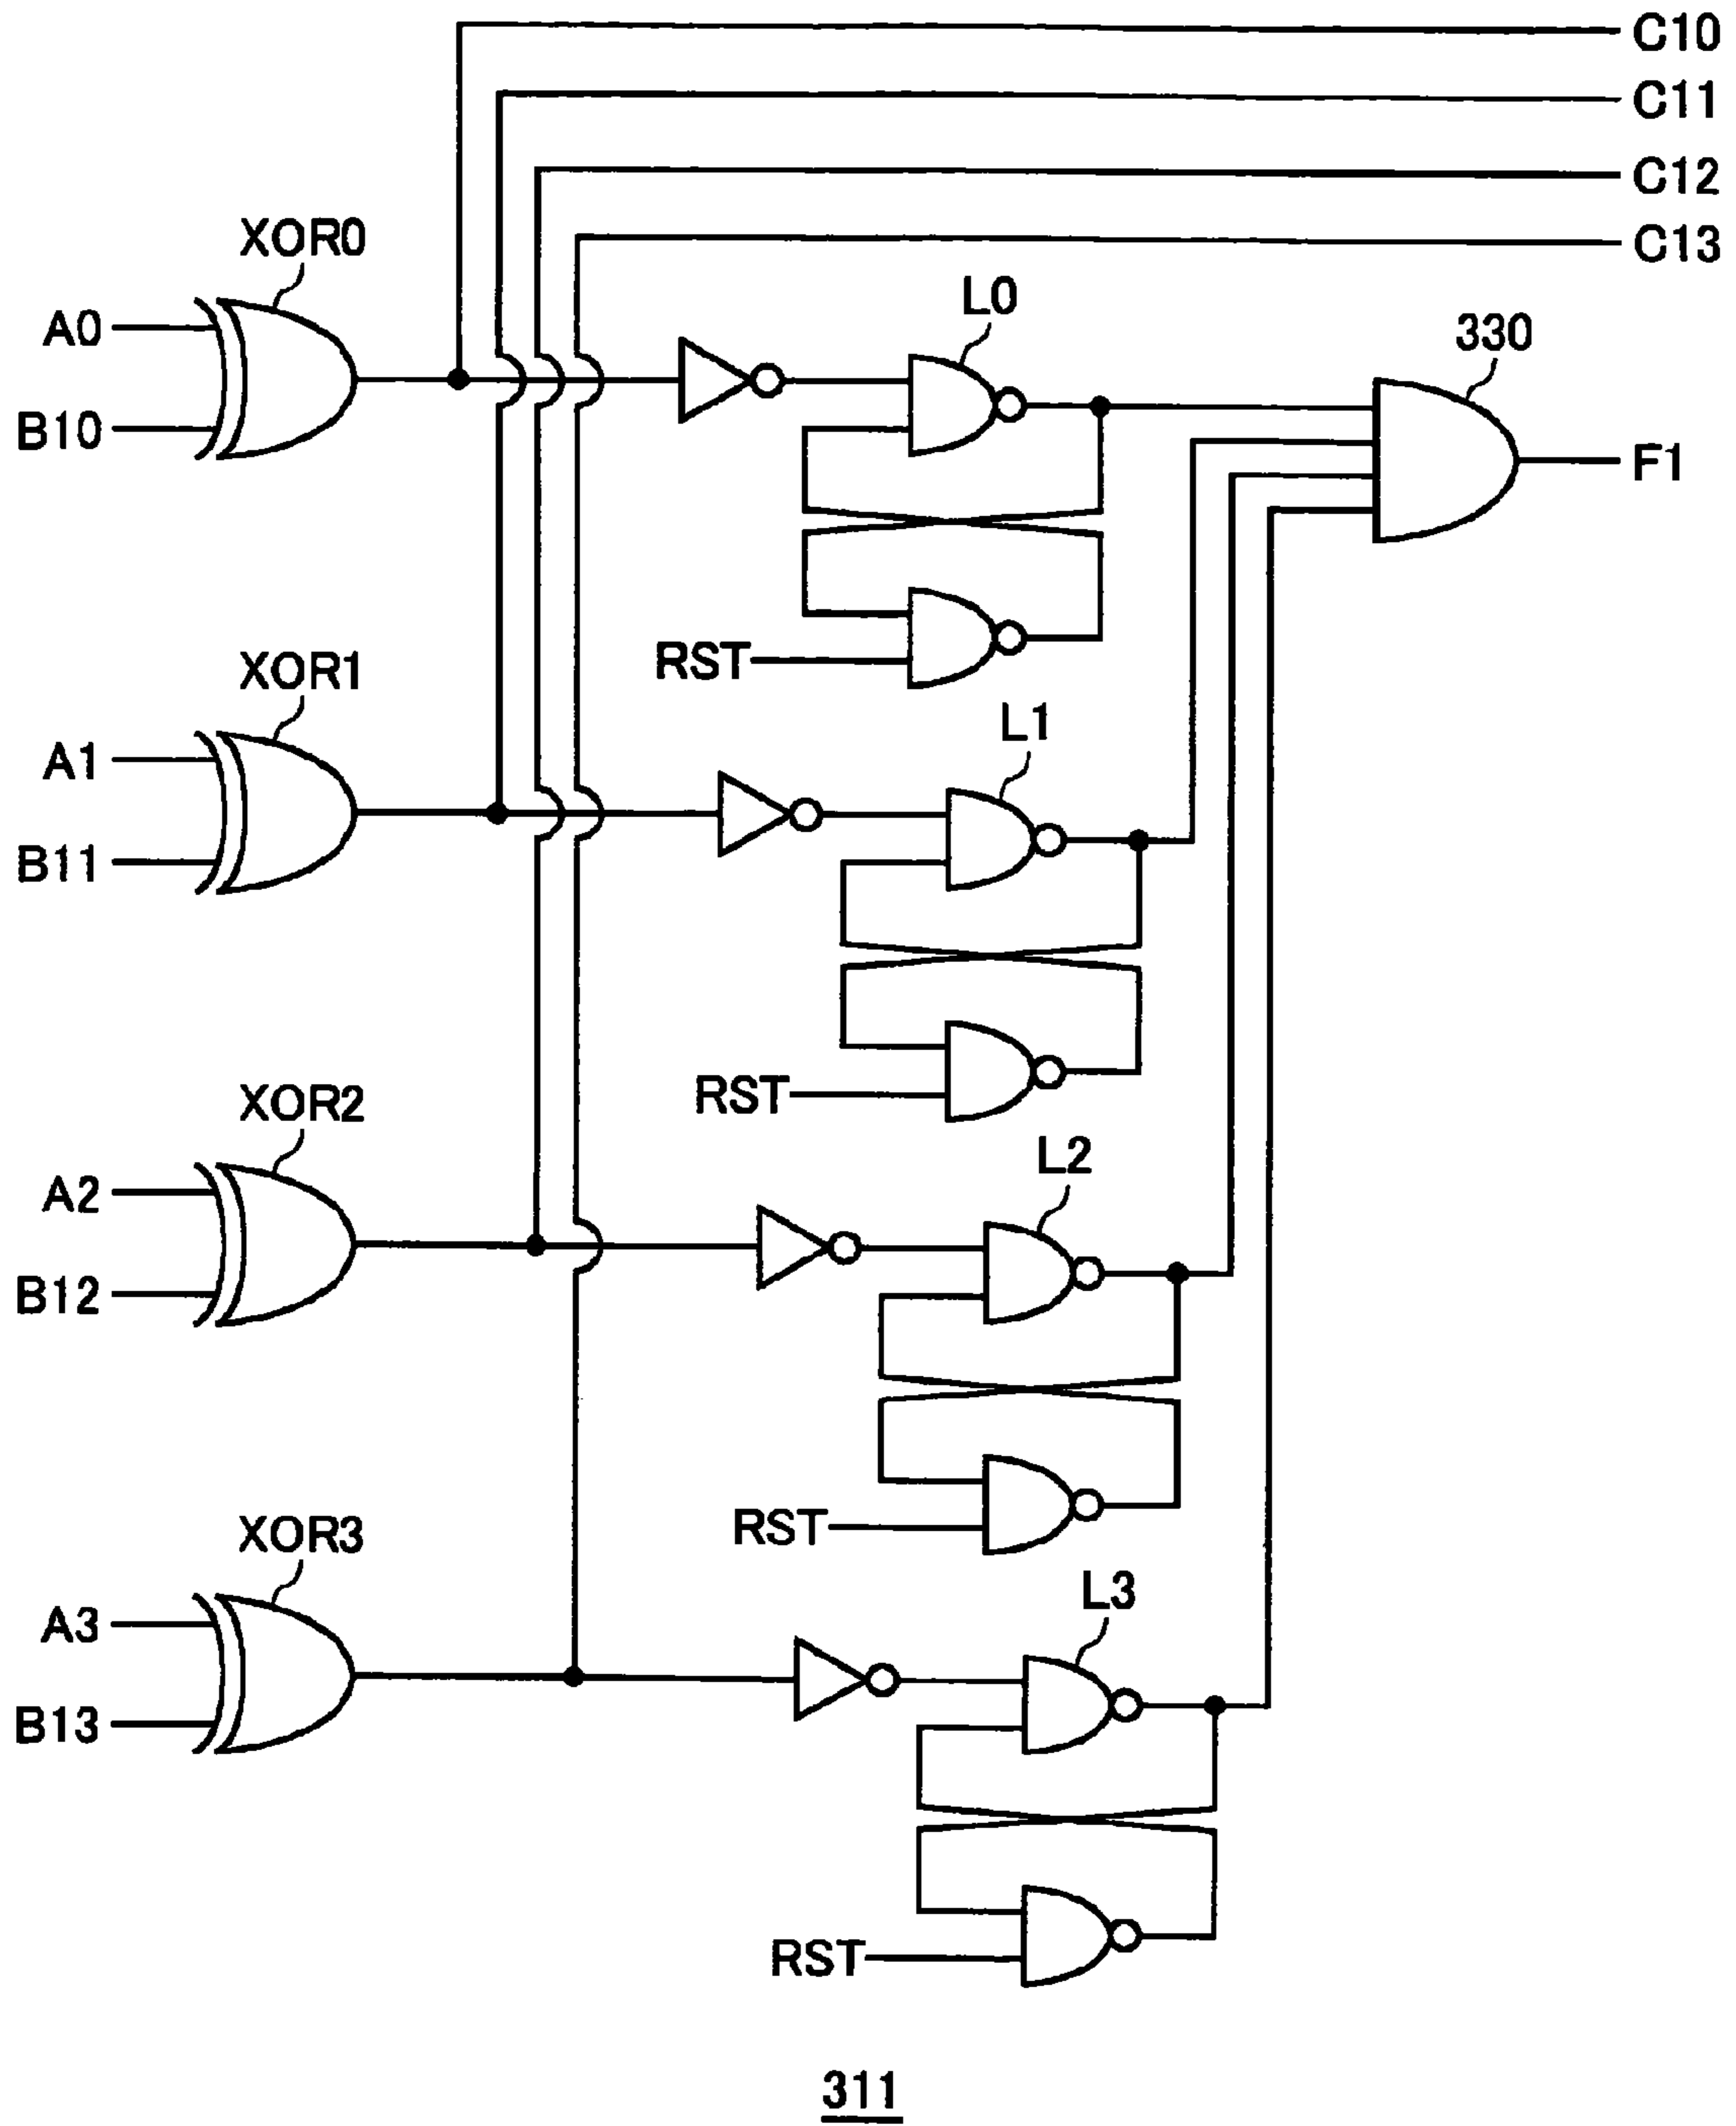 C10
C11
C12
C13
XOR0
A0
B10
L0
330
F1
RST
XOR1
A1
B11
L1
RST
XOR2
A2
B12
L2
RST
XOR3
A3
B13
L3
RST
311